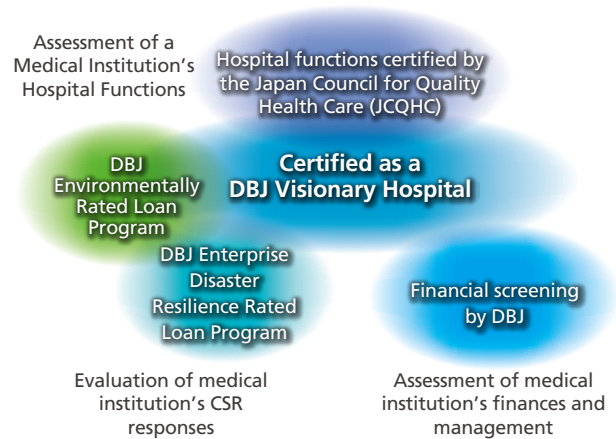 Assessment of a
Medical Institution's
Hospital Functions
Hospital functions certified by
the Japan Council for Quality
Health Care (JCQHC)
DBJ
Environmentally
Rated Loan
Program
Certified as a
DBJ Visionary Hospital
DBJ Enterprise
Disaster
Resilience Rated
Loan Program
Financial screening
by DBJ
Evaluation of medical
institution's CSR
responses
Assessment of medical
institution's finances and
management